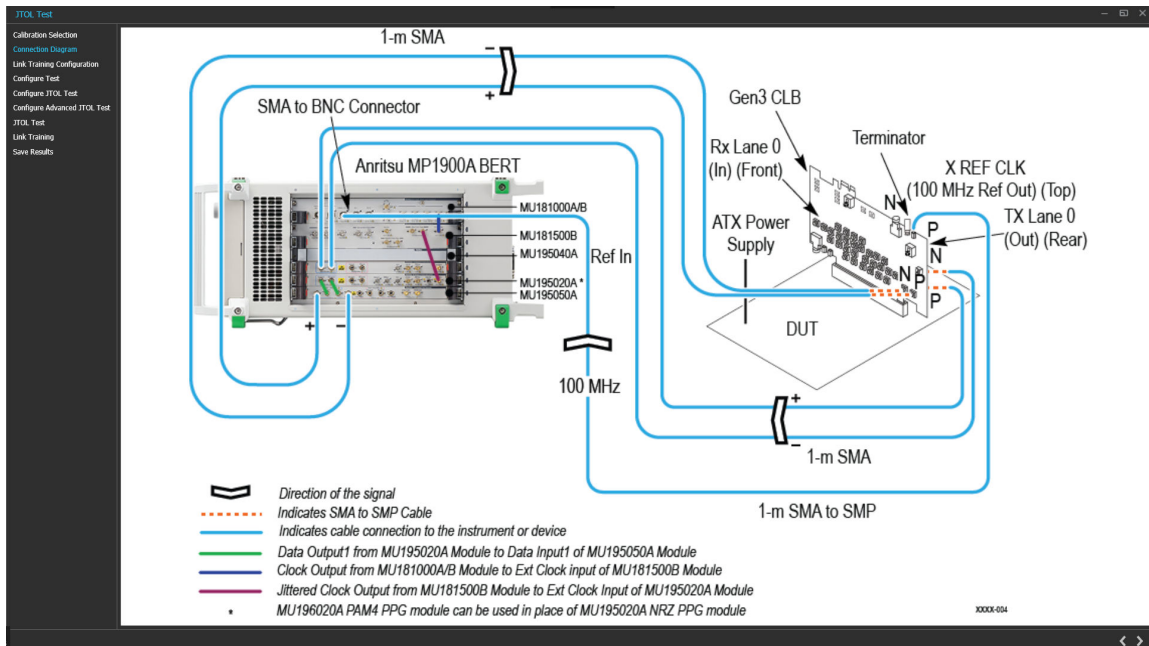 JTOL Test
Calibration Selection
Connection Diagram
Link Training Configuration
Configure Test
Configure JTOL Test
Configure Advanced JTOL Test
JTOL Test
Link Training
Save Results
1-m SMA
−
+
SMA to BNC Connector
Anritsu MP1900A BERT
MU181000A/B
MU181500B
MU195040A
MU195020A *
MU195050A
+ −
Ref In
100 MHz
Gen3 CLB
Rx Lane 0
(In) (Front)
Terminator
X REF CLK
(100 MHz Ref Out) (Top)
TX Lane 0
(Out) (Rear)
ATX Power
Supply
N
P
N
N
P
P
DUT
+
−
1-m SMA
1-m SMA to SMP
Direction of the signal
Indicates SMA to SMP Cable
Indicates cable connection to the instrument or device
Data Output1 from MU195020A Module to Data Input1 of MU195050A Module
Clock Output from MU181000A/B Module to Ext Clock input of MU181500B Module
Jittered Clock Output from MU181500B Module to Ext Clock Input of MU195020A Module
* MU196020A PAM4 PPG module can be used in place of MU195020A NRZ PPG module
XXXX-004